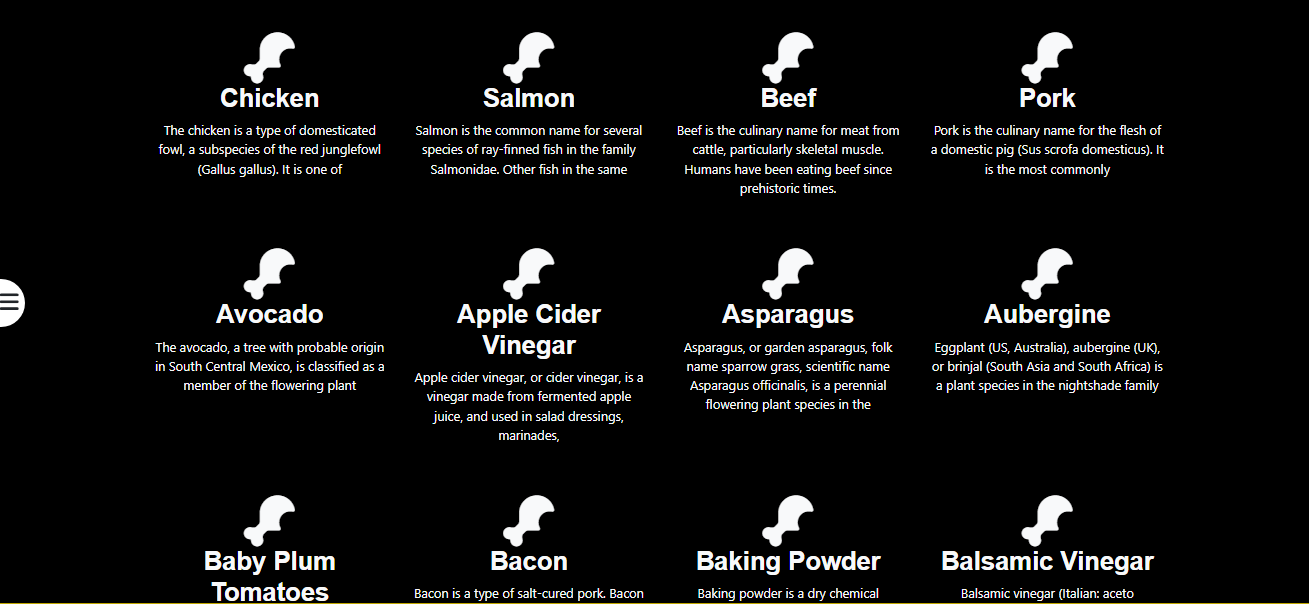 Chicken
The chicken is a type of domesticated
fowl, a subspecies of the red junglefowl
(Gallus gallus). It is one of
Salmon
Salmon is the common name for several
species of ray-finned fish in the family
Salmonidae. Other fish in the same
Beef
Beef is the culinary name for meat from
cattle, particularly skeletal muscle.
Humans have been eating beef since
prehistoric times.
Pork
Pork is the culinary name for the flesh of
a domestic pig (Sus scrofa domesticus). It
is the most commonly
Avocado
The avocado, a tree with probable origin
in South Central Mexico, is classified as a
member of the flowering plant
Apple Cider
Vinegar
Apple cider vinegar, or cider vinegar, is a
vinegar made from fermented apple
juice, and used in salad dressings,
marinades,
Asparagus
Asparagus, or garden asparagus, folk
name sparrow grass, scientific name
Asparagus officinalis, is a perennial
flowering plant species in the
Aubergine
Eggplant (US, Australia), aubergine (UK),
or brinjal (South Asia and South Africa) is
a plant species in the nightshade family
Baby Plum
Tomatoes
Bacon
Bacon is a type of salt-cured pork. Bacon
Baking Powder
Baking powder is a dry chemical
Balsamic Vinegar
Balsamic vinegar (Italian: aceto